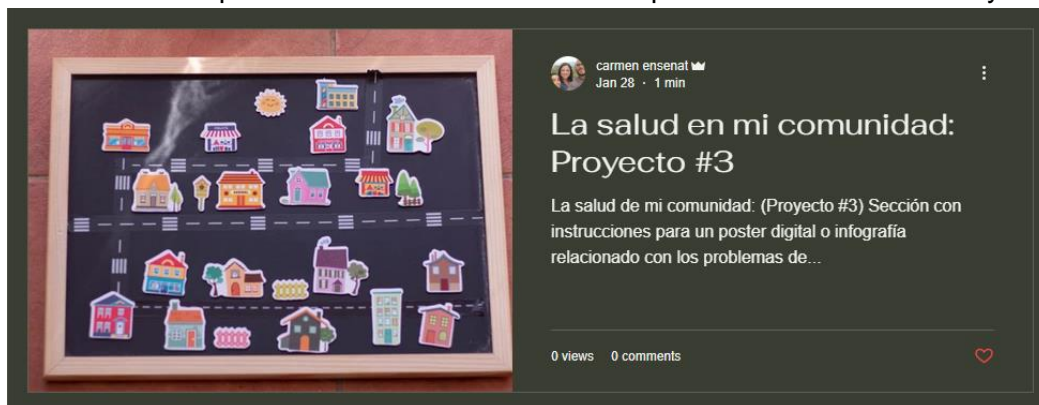 carmen ensenat
Jan 28 · 1 min
La salud en mi comunidad:
Proyecto #3
La salud de mi comunidad: (Proyecto #3) Sección con
instrucciones para un poster digital o infografía
relacionado con los problemas de...
0 views 0 comments